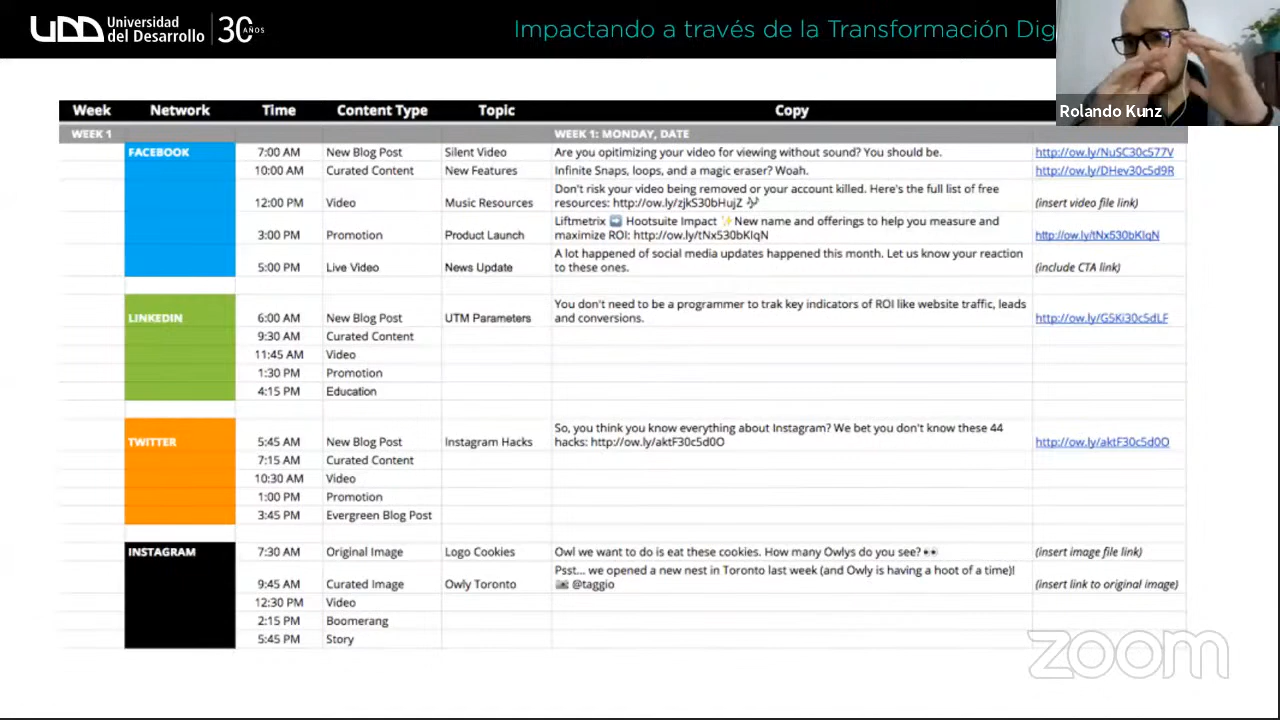 UDD Universidad del Desarrollo 30 AÑOS
Impactando a través de la Transformación Dig
Rolando Kunz
Week Network Time Content Type Topic Copy
WEEK 1 WEEK 1: MONDAY, DATE
FACEBOOK 7:00 AM New Blog Post Silent Video Are you opitimizing your video for viewing without sound? You should be. http://ow.ly/NuSC30c577V
10:00 AM Curated Content New Features Infinite Snaps, loops, and a magic eraser? Woah. http://ow.ly/DHev30c5d9R
Don't risk your video being removed or your account killed. Here's the full list of free
12:00 PM Video Music Resources resources: http://ow.ly/zjkS30bHujZ 🎶 (insert video file link)
Liftmetrix ➡️ Hootsuite Impact ✨New name and offerings to help you measure and
3:00 PM Promotion Product Launch maximize ROI: http://ow.ly/tNx530bKIqN http://ow.ly/tNx530bKIqN
A lot happened of social media updates happened this month. Let us know your reaction
5:00 PM Live Video News Update to these ones. (include CTA link)
You don't need to be a programmer to trak key indicators of ROI like website traffic, leads
LINKEDIN 6:00 AM New Blog Post UTM Parameters and conversions. http://ow.ly/G5Ki30c5dLF
9:30 AM Curated Content
11:45 AM Video
1:30 PM Promotion
4:15 PM Education
So, you think you know everything about Instagram? We bet you don't know these 44
TWITTER 5:45 AM New Blog Post Instagram Hacks hacks: http://ow.ly/aktF30c5d0O http://ow.ly/aktF30c5d0O
7:15 AM Curated Content
10:30 AM Video
1:00 PM Promotion
3:45 PM Evergreen Blog Post
INSTAGRAM 7:30 AM Original Image Logo Cookies Owl we want to do is eat these cookies. How many Owlys do you see?👀 (insert image file link)
Psst... we opened a new nest in Toronto last week (and Owly is having a hoot of a time)!
9:45 AM Curated Image Owly Toronto 📷 @taggio (insert link to original image)
12:30 PM Video
2:15 PM Boomerang
5:45 PM Story
zoom